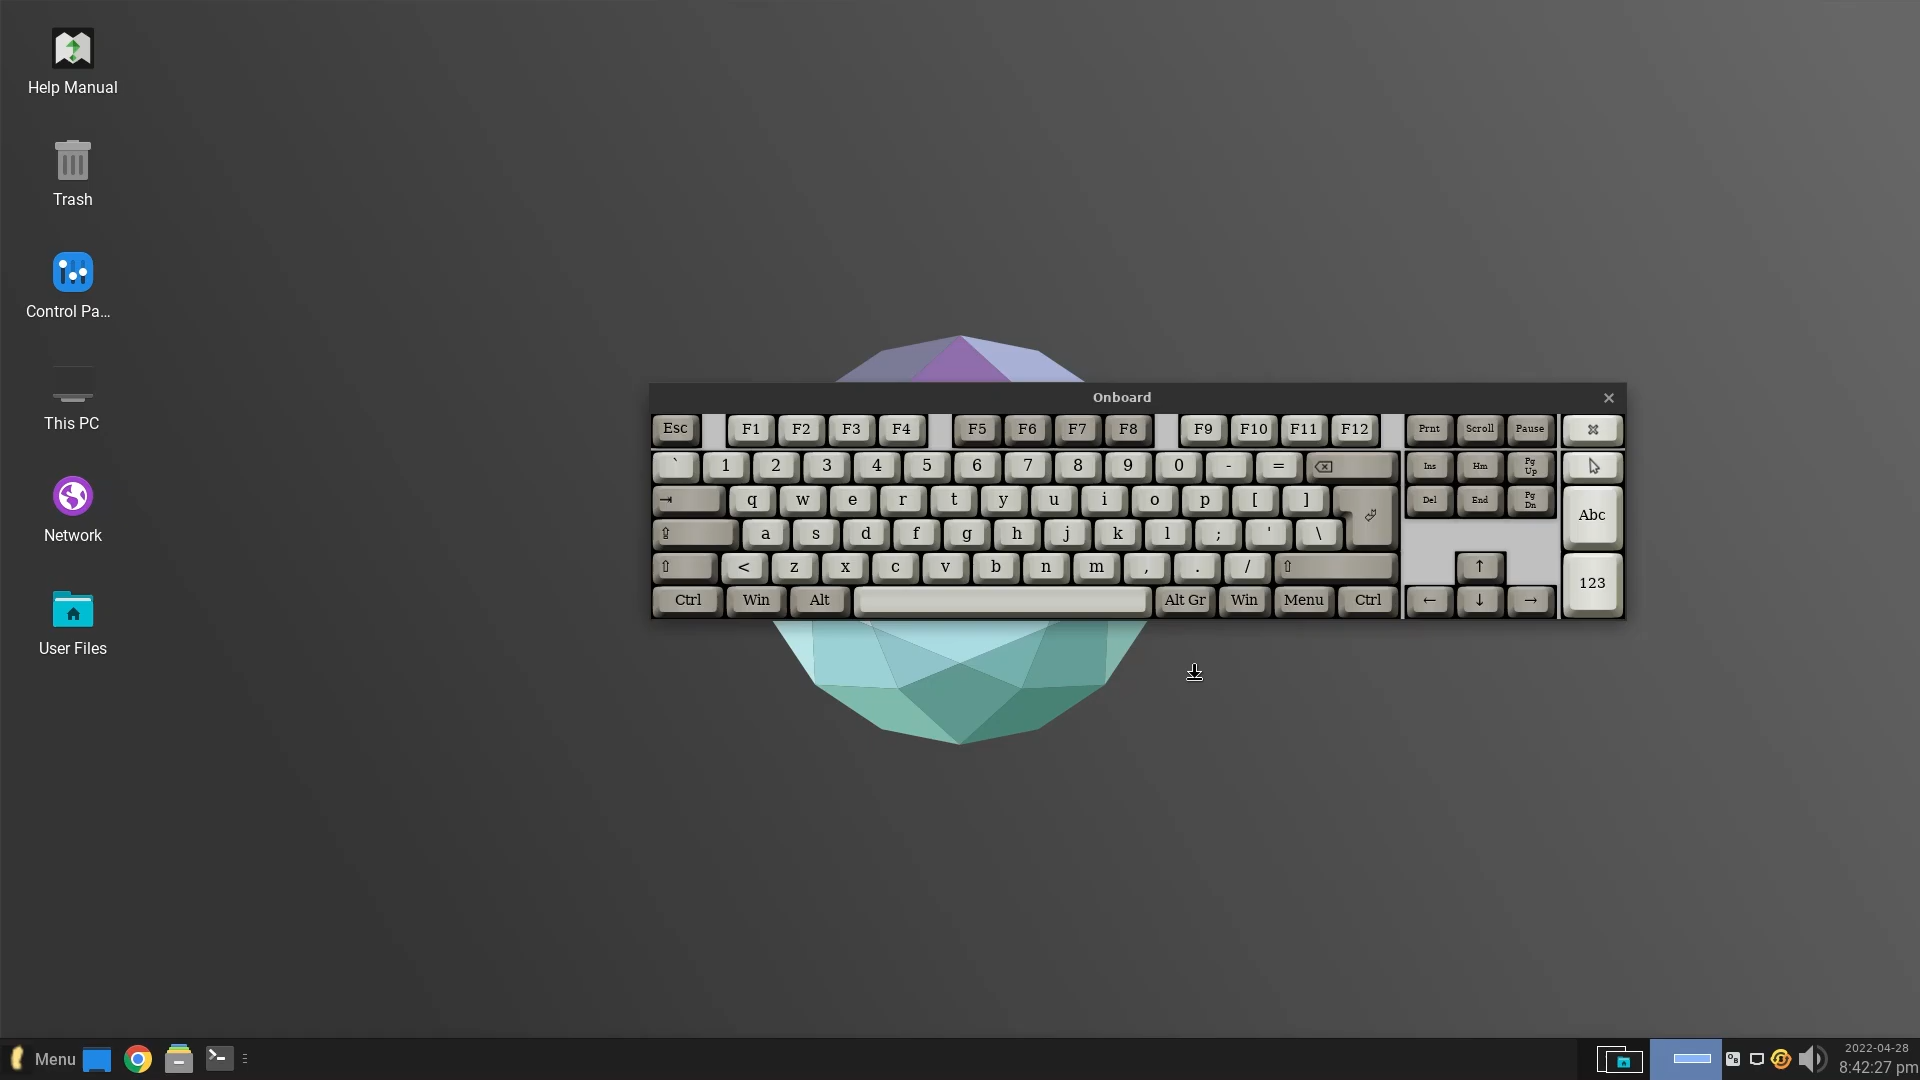 Help Manual
Trash
Control Pa...
This PC
Network
User Files
Onboard
Esc F1 F2 F3 F4 F5 F6 F7 F8 F9 F10 F11 F12 Prnt Scroll Pause
` 1 2 3 4 5 6 7 8 9 0 - = Ins Hm Pg Up
q w e r t y u i o p [ ] Del End Pg Dn Abc
a s d f g h j k l ; ' \
< z x c v b n m , . / 123
Ctrl Win Alt Alt Gr Win Menu Ctrl
Menu
2022-04-28
8:42:27 pm